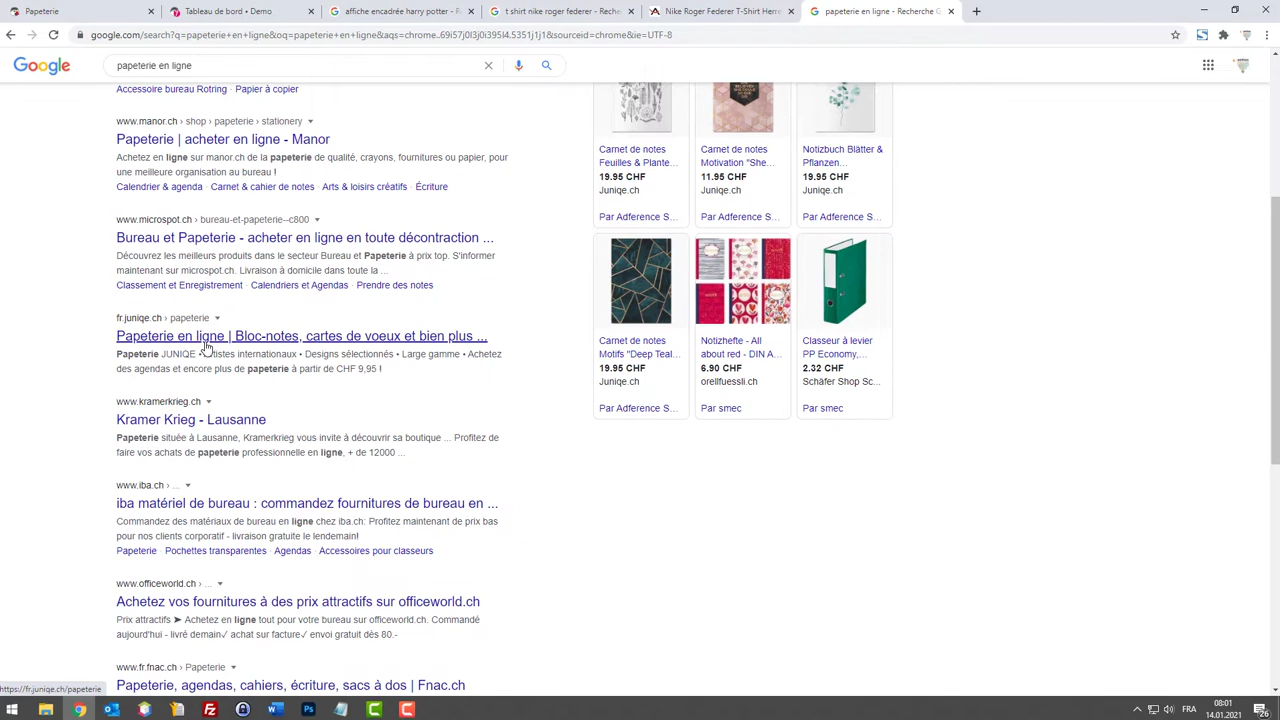 Papeterie
Tableau de bord • Demo
affiche encadrée harry potter - R
t shirt nike roger federer - Reche
Nike Roger Federer T-Shirt Herre
papeterie en ligne - Recherche G
google.com/search?q=papeterie+en+ligne&oq=papeterie+en+ligne&aqs=chrome..69i57j0l3j0i395l4.5351j1j1&sourceid=chrome&ie=UTF-8
Google
papeterie en ligne
Accessoire bureau Rotring · Papier à copier
www.manor.ch › shop › papeterie › stationery
Papeterie | acheter en ligne - Manor
Achetez en ligne sur manor.ch de la papeterie de qualité, crayons, fournitures ou papier, pour
une meilleure organisation au bureau !
Calendrier & agenda · Carnet & cahier de notes · Arts & loisirs créatifs · Écriture
www.microspot.ch › bureau-et-papeterie--c800
Bureau et Papeterie - acheter en ligne en toute décontraction ...
Découvrez les meilleurs produits dans le secteur Bureau et Papeterie à prix top. S'informer
maintenant sur microspot.ch. Livraison à domicile dans toute la ...
Classement et Enregistrement · Calendriers et Agendas · Prendre des notes
fr.juniqe.ch › papeterie
Papeterie en ligne | Bloc-notes, cartes de voeux et bien plus ...
Papeterie JUNIQE • Artistes internationaux • Designs sélectionnés • Large gamme • Achetez
des agendas et encore plus de papeterie à partir de CHF 9,95 !
www.kramerkrieg.ch
Kramer Krieg - Lausanne
Papeterie située à Lausanne, Kramerkrieg vous invite à découvrir sa boutique ... Profitez de
faire vos achats de papeterie professionnelle en ligne, + de 12000 ...
www.iba.ch › ...
iba matériel de bureau : commandez fournitures de bureau en ...
Commandez des matériaux de bureau en ligne chez iba.ch: Profitez maintenant de prix bas
pour nos clients corporatif - livraison gratuite le lendemain!
Papeterie · Pochettes transparentes · Agendas · Accessoires pour classeurs
www.officeworld.ch › ...
Achetez vos fournitures à des prix attractifs sur officeworld.ch
Prix attractifs ➤ Achetez en ligne tout pour votre bureau sur officeworld.ch. Commandé
aujourd'hui - livré demain√ achat sur facture√ envoi gratuit dès 80.-
www.fr.fnac.ch › Papeterie
Papeterie, agendas, cahiers, écriture, sacs à dos | Fnac.ch
Carnet de notes
Feuilles & Plante...
19.95 CHF
Juniqe.ch
Par Adference S...
Carnet de notes
Motivation "She...
11.95 CHF
Juniqe.ch
Par Adference S...
Notizbuch Blätter &
Pflanzen...
19.95 CHF
Juniqe.ch
Par Adference S...
Carnet de notes
Motifs "Deep Teal...
19.95 CHF
Juniqe.ch
Par Adference S...
Notizhefte - All
about red - DIN A...
6.90 CHF
orellfuessli.ch
Par smec
Classeur à levier
PP Economy,...
2.32 CHF
Schäfer Shop Sc...
Par smec
https://fr.juniqe.ch/papeterie
FRA
08:01
14.01.2021
26